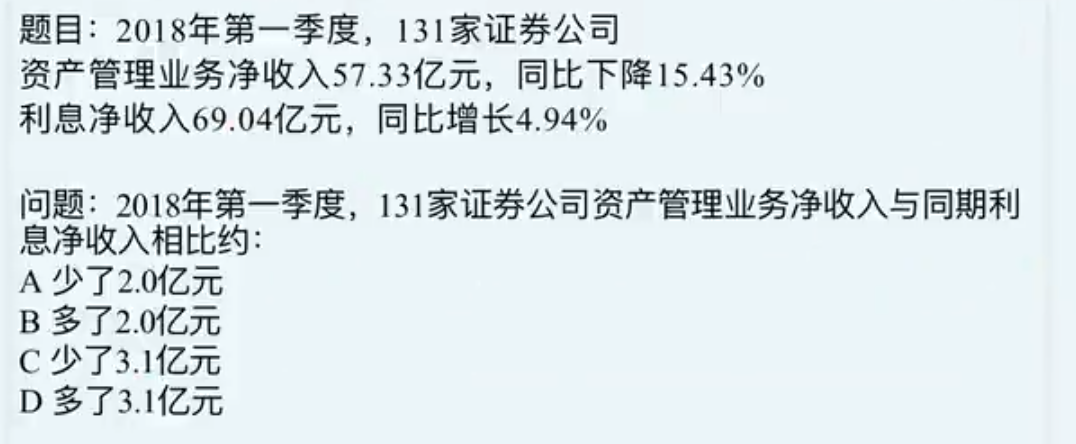 题目：2018年第一季度，131家证券公司
资产管理业务净收入57.33亿元，同比下降15.43%
利息净收入69.04亿元，同比增长4.94%
问题：2018年第一季度，131家证券公司资产管理业务净收入与同期利
息净收入相比约：
A 少了2.0亿元
B 多了2.0亿元
C 少了3.1亿元
D 多了3.1亿元